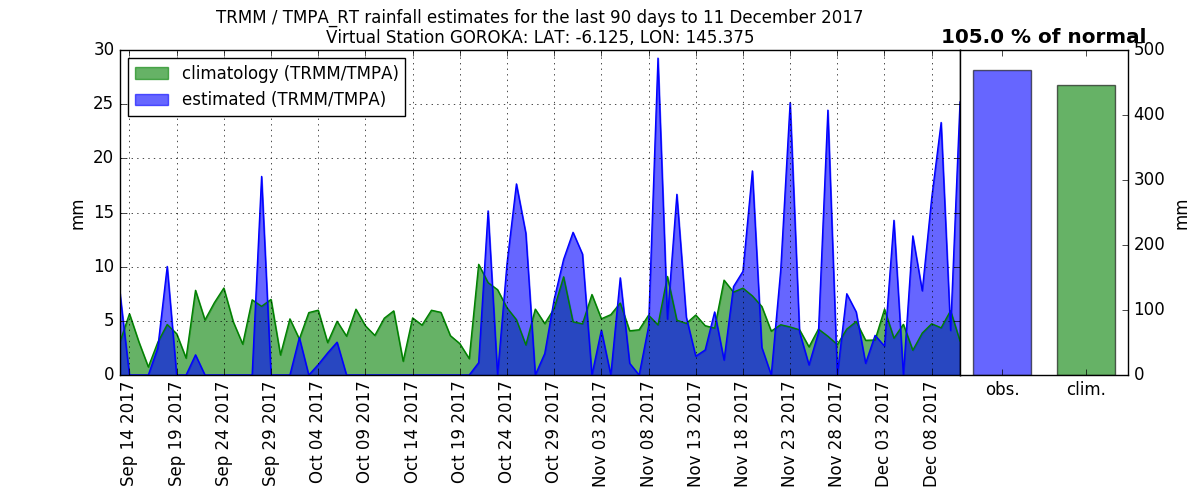 TRMM / TMPA_RT rainfall estimates for the last 90 days to 11 December 2017
Virtual Station GOROKA: LAT: -6.125, LON: 145.375
105.0 % of normal
climatology (TRMM/TMPA)
estimated (TRMM/TMPA)
30
25
20
15
10
5
0
mm
Sep 14 2017
Sep 19 2017
Sep 24 2017
Sep 29 2017
Oct 04 2017
Oct 09 2017
Oct 14 2017
Oct 19 2017
Oct 24 2017
Oct 29 2017
Nov 03 2017
Nov 08 2017
Nov 13 2017
Nov 18 2017
Nov 23 2017
Nov 28 2017
Dec 03 2017
Dec 08 2017
obs.
clim.
500
400
300
200
100
0
mm